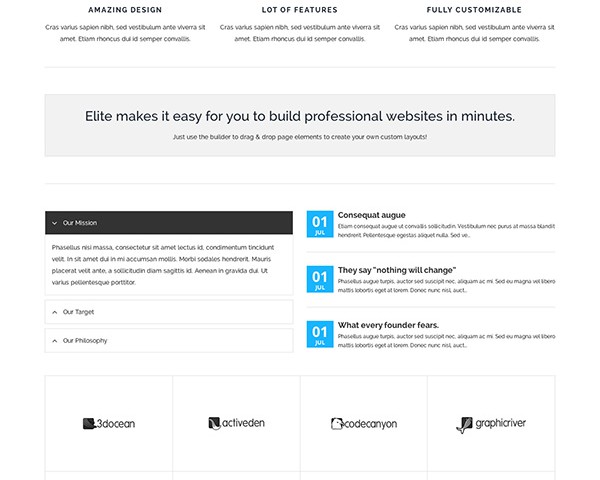 AMAZING DESIGN
Cras varius sapien nibh, sed vestibulum ante viverra sit
amet. Etiam rhoncus dui id semper convallis.
LOT OF FEATURES
Cras varius sapien nibh, sed vestibulum ante viverra sit
amet. Etiam rhoncus dui id semper convallis.
FULLY CUSTOMIZABLE
Cras varius sapien nibh, sed vestibulum ante viverra sit
amet. Etiam rhoncus dui id semper convallis.
Elite makes it easy for you to build professional websites in minutes.
Just use the builder to drag & drop page elements to create your own custom layouts!
Our Mission
Phasellus nisi massa, consectetur sit amet lectus id, condimentum tincidunt
velit. In sit amet dui in mi accumsan mollis. Morbi sodales hendrerit. Mauris
placerat velit ante, a sollicitudin diam sagittis id. Aenean in gravida dui. Ut
varius pellentesque porttitor.
Our Target
Our Philosophy
01
JUL
Consequat augue
Etiam consequat augue ut convallis sollicitudin. Vestibulum nec purus at massa blandit
hendrerit. Pellentesque egestas aliquet nulla. Sed ve...
01
JUL
They say "nothing will change"
Phasellus augue turpis, auctor sed suscipit nec, aliquam ac mi. Sed eu magna vel libero
mattis lobortis eget at lorem. Donec nunc nisl, auct...
01
JUL
What every founder fears.
Phasellus augue turpis, auctor sed suscipit nec, aliquam ac mi. Sed eu magna vel libero
mattis lobortis eget at lorem. Donec nunc nisl, auct...
3docean
activeden
codecanyon
graphicriver